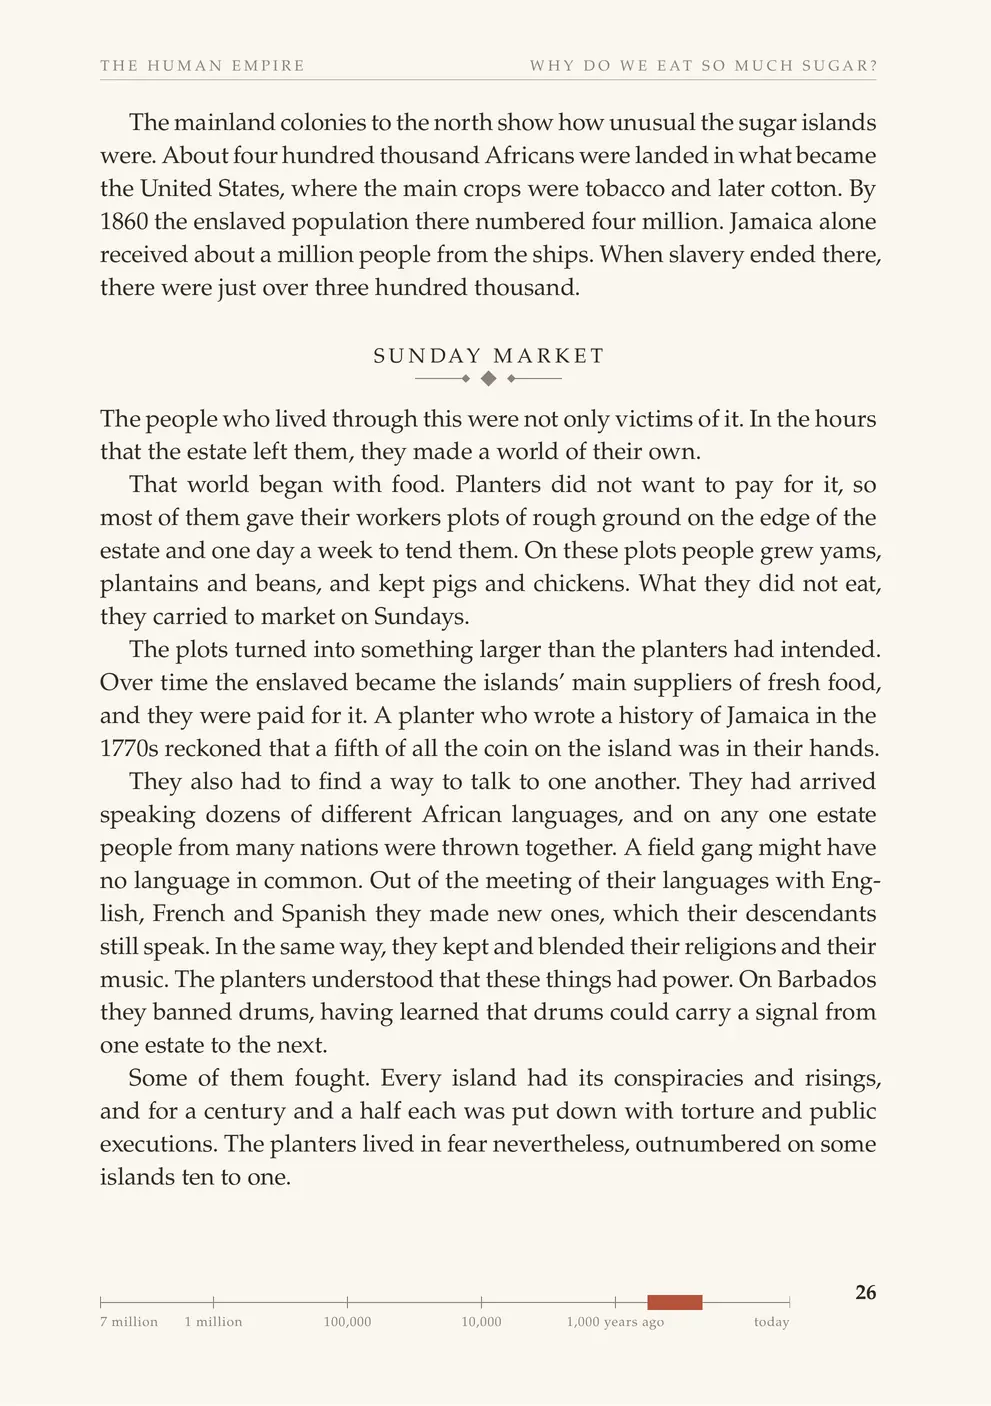 THE HUMAN EMPIRE
WHY DO WE EAT SO MUCH SUGAR?
The mainland colonies to the north show how unusual the sugar islands
were. About four hundred thousand Africans were landed in what became
the United States, where the main crops were tobacco and later cotton. By
1860 the enslaved population there numbered four million. Jamaica alone
received about a million people from the ships. When slavery ended there,
there were just over three hundred thousand.
SUNDAY MARKET
The people who lived through this were not only victims of it. In the hours
that the estate left them, they made a world of their own.
That world began with food. Planters did not want to pay for it, so
most of them gave their workers plots of rough ground on the edge of the
estate and one day a week to tend them. On these plots people grew yams,
plantains and beans, and kept pigs and chickens. What they did not eat,
they carried to market on Sundays.
The plots turned into something larger than the planters had intended.
Over time the enslaved became the islands’ main suppliers of fresh food,
and they were paid for it. A planter who wrote a history of Jamaica in the
1770s reckoned that a fifth of all the coin on the island was in their hands.
They also had to find a way to talk to one another. They had arrived
speaking dozens of different African languages, and on any one estate
people from many nations were thrown together. A field gang might have
no language in common. Out of the meeting of their languages with Eng-
lish, French and Spanish they made new ones, which their descendants
still speak. In the same way, they kept and blended their religions and their
music. The planters understood that these things had power. On Barbados
they banned drums, having learned that drums could carry a signal from
one estate to the next.
Some of them fought. Every island had its conspiracies and risings,
and for a century and a half each was put down with torture and public
executions. The planters lived in fear nevertheless, outnumbered on some
islands ten to one.
26
7 million 1 million 100,000 10,000 1,000 years ago today